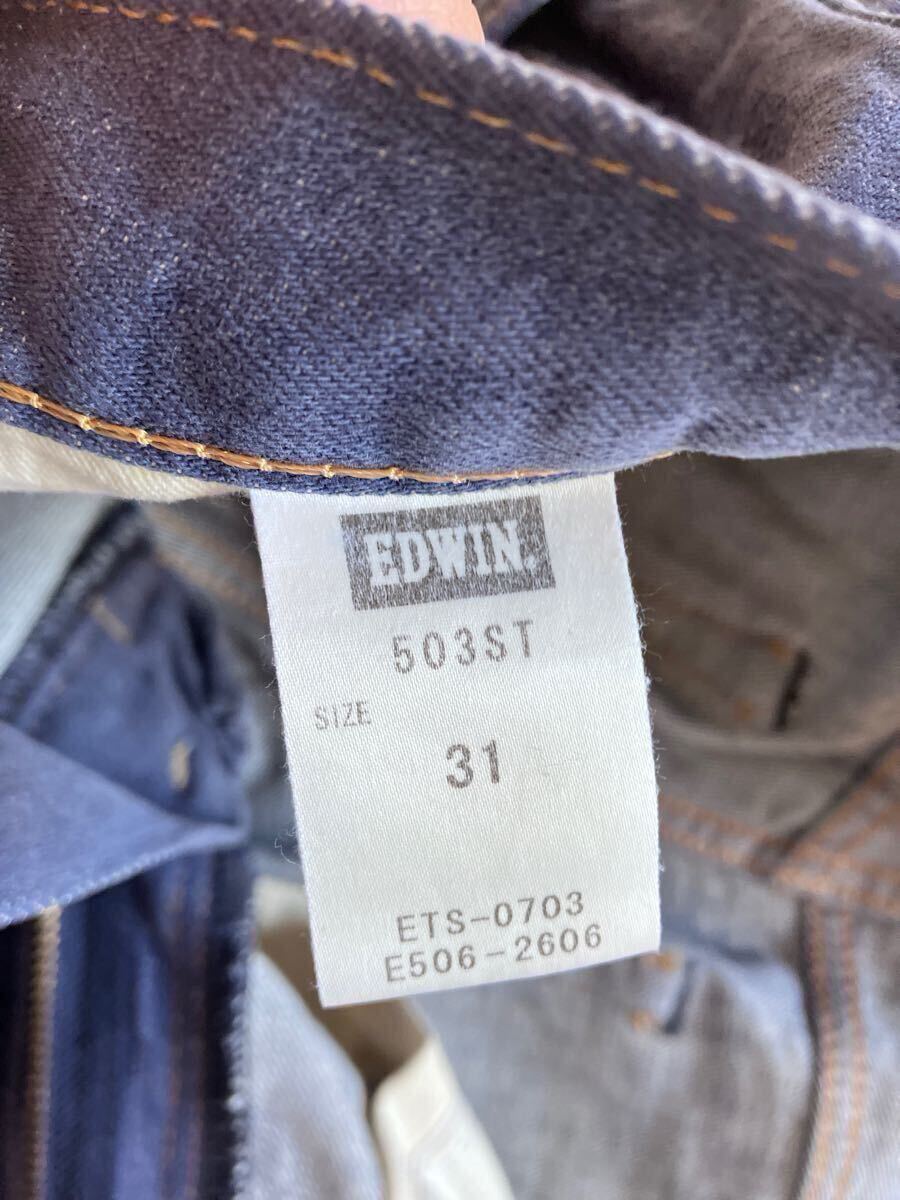 EDWIN.
503ST
SIZE
31
ETS-0703
E506-2606